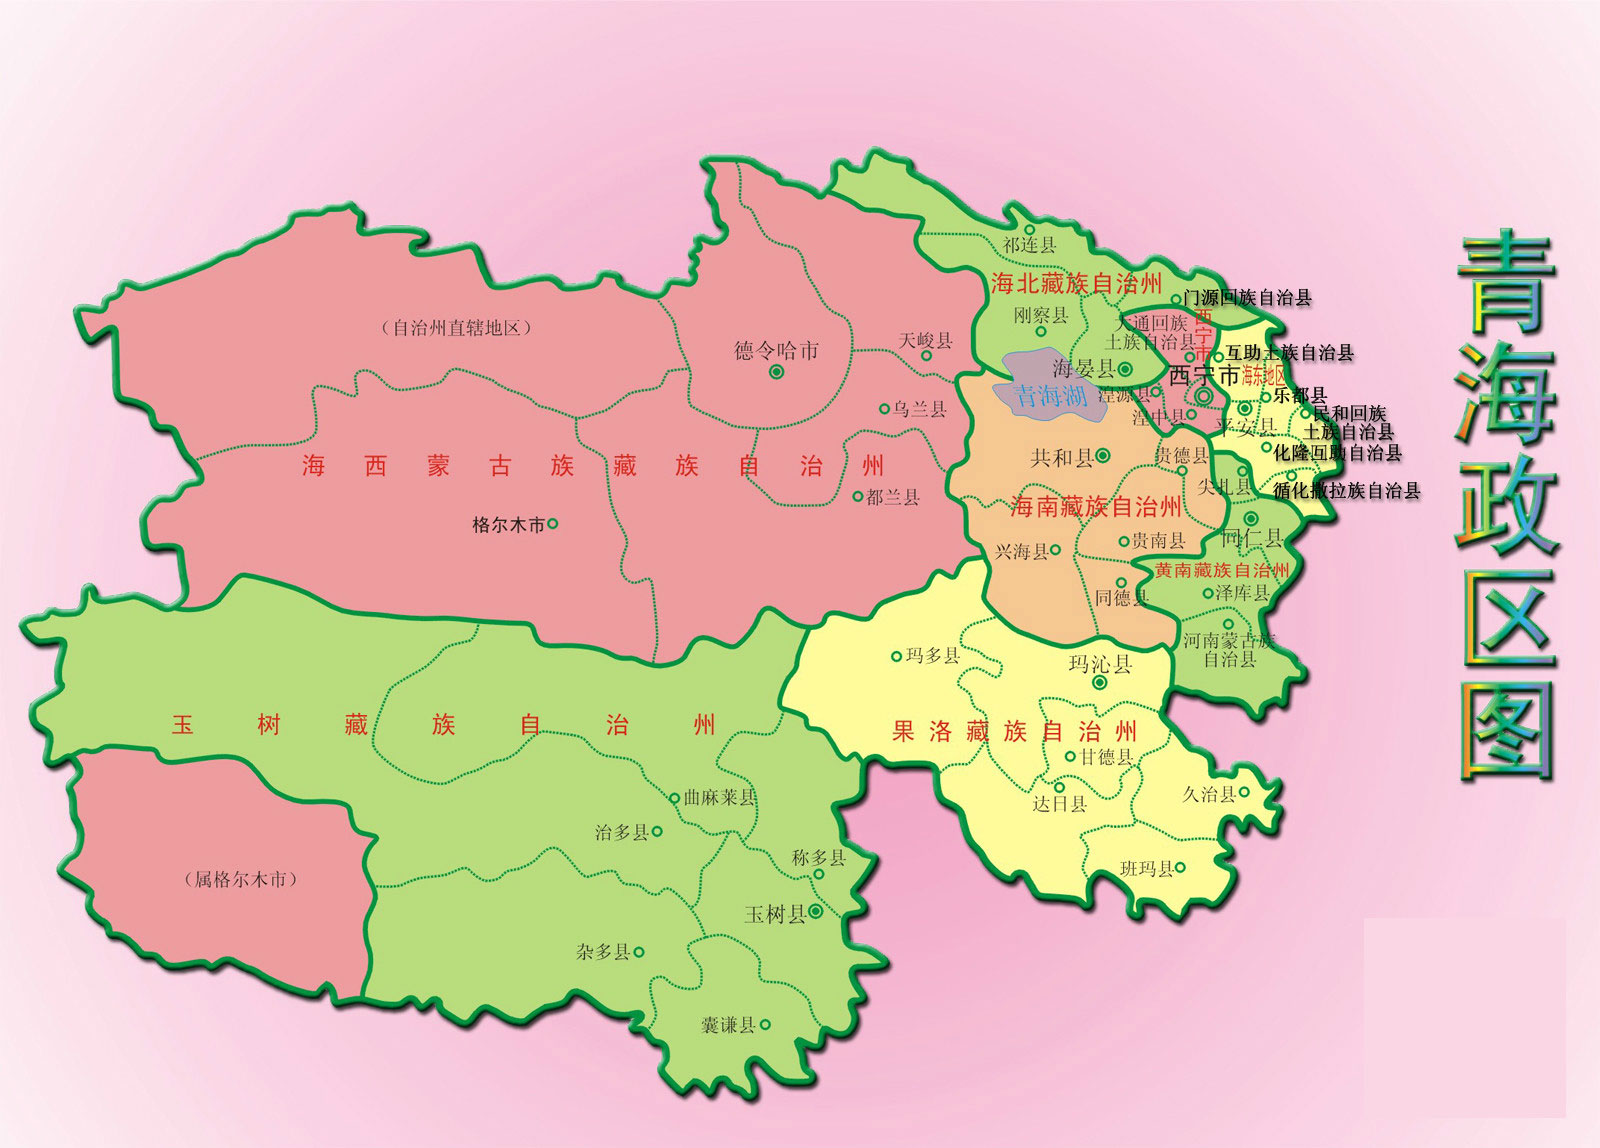 青海政区图
祁连县
海北藏族自治州
门源回族自治县
刚察县
大通回族
土族自治县
西宁市
（自治州直辖地区）
德令哈市
天峻县
互助土族自治县
海晏县
西宁市
海东地区
青海湖
湟源县
乐都县
乌兰县
湟中县
平安县
民和回族
土族自治县
化隆互助自治县
海西蒙古族藏族自治州
共和县
贵德县
尖扎县
循化撒拉族自治县
都兰县
海南藏族自治州
格尔木市
兴海县
贵南县
同仁县
黄南藏族自治州
同德县
泽库县
河南蒙古族
自治县
玛多县
玛沁县
玉树藏族自治州
果洛藏族自治州
甘德县
曲麻莱县
达日县
久治县
治多县
称多县
班玛县
（属格尔木市）
玉树县
杂多县
囊谦县